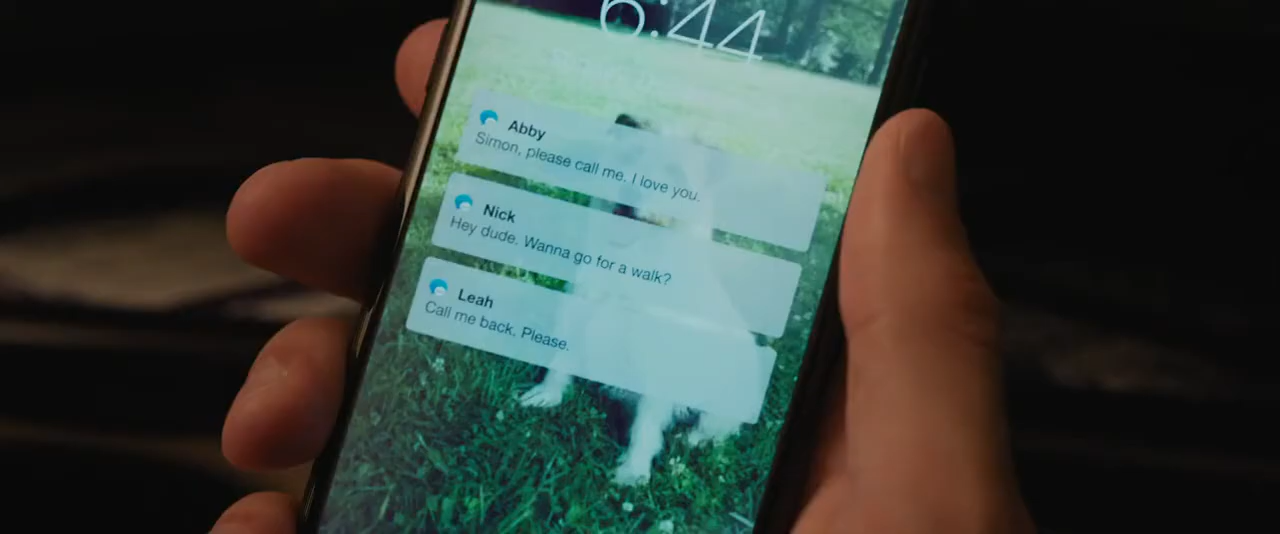 6:44
Abby
Simon, please call me. I love you.
Nick
Hey dude. Wanna go for a walk?
Leah
Call me back. Please.